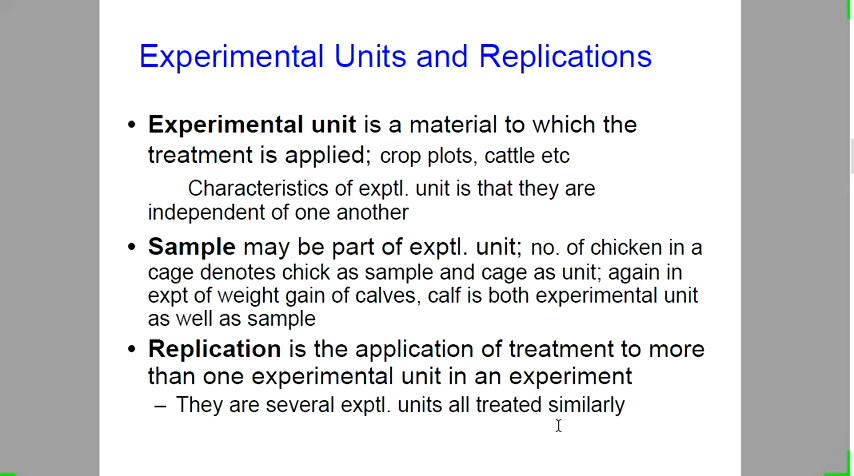 Experimental Units and Replications
• Experimental unit is a material to which the
treatment is applied; crop plots, cattle etc
Characteristics of exptl. unit is that they are
independent of one another
• Sample may be part of exptl. unit; no. of chicken in a
cage denotes chick as sample and cage as unit; again in
expt of weight gain of calves, calf is both experimental unit
as well as sample
• Replication is the application of treatment to more
than one experimental unit in an experiment
– They are several exptl. units all treated similarly